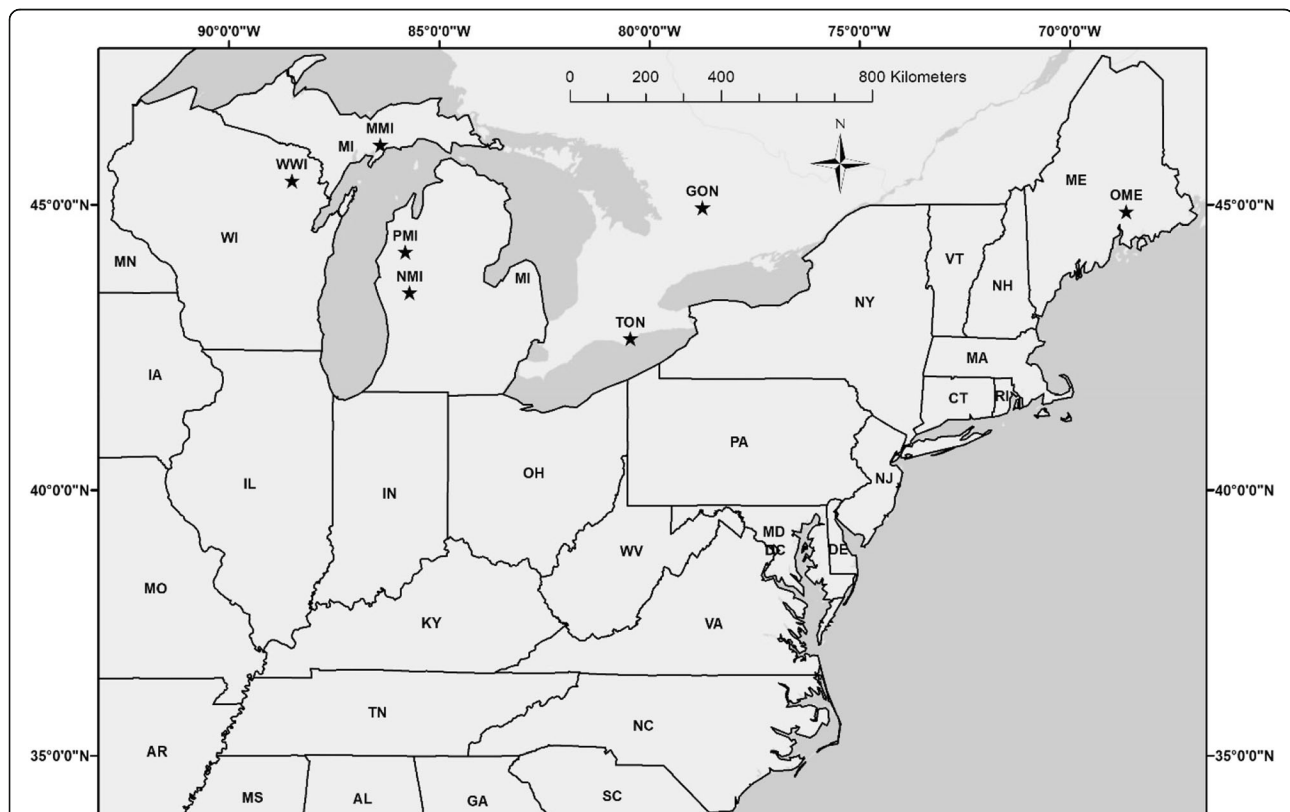 90°0'0"W 85°0'0"W 80°0'0"W 75°0'0"W 70°0'0"W
0 200 400 800 Kilometers
N
MMI
MI
WWI
GON
ME
OME
45°0'0"N 45°0'0"N
PMI
WI
VT
MN
NMI
MI
NH
NY
TON
MA
IA
CT
RI
PA
OH
IL
IN
NJ
40°0'0"N 40°0'0"N
MD
DC
DE
WV
MO
KY
VA
TN
NC
AR
35°0'0"N 35°0'0"N
MS
AL
GA
SC